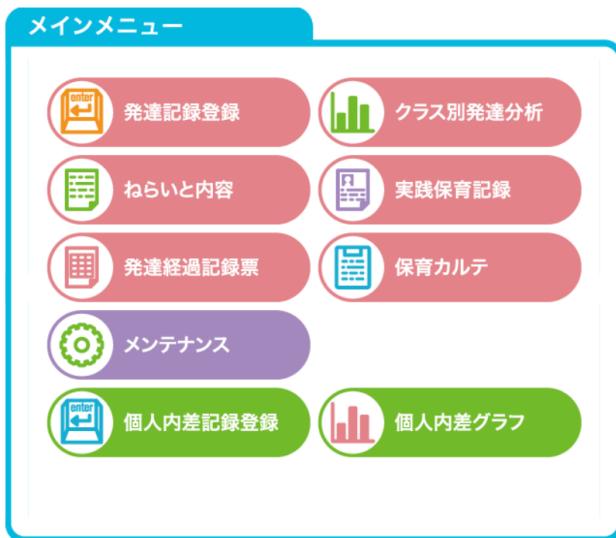 メインメニュー
enter
発達記録登録
クラス別発達分析
ねらいと内容
実践保育記録
発達経過記録票
保育カルテ
メンテナンス
enter
個人内差記録登録
個人内差グラフ